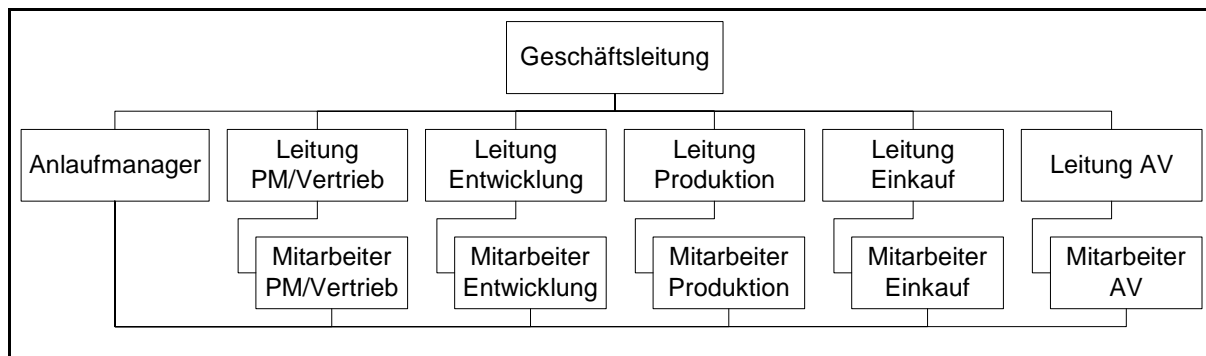 Geschäftsleitung
Anlaufmanager
Leitung
PM/Vertrieb
Leitung
Entwicklung
Leitung
Produktion
Leitung
Einkauf
Leitung AV
Mitarbeiter
PM/Vertrieb
Mitarbeiter
Entwicklung
Mitarbeiter
Produktion
Mitarbeiter
Einkauf
Mitarbeiter
AV